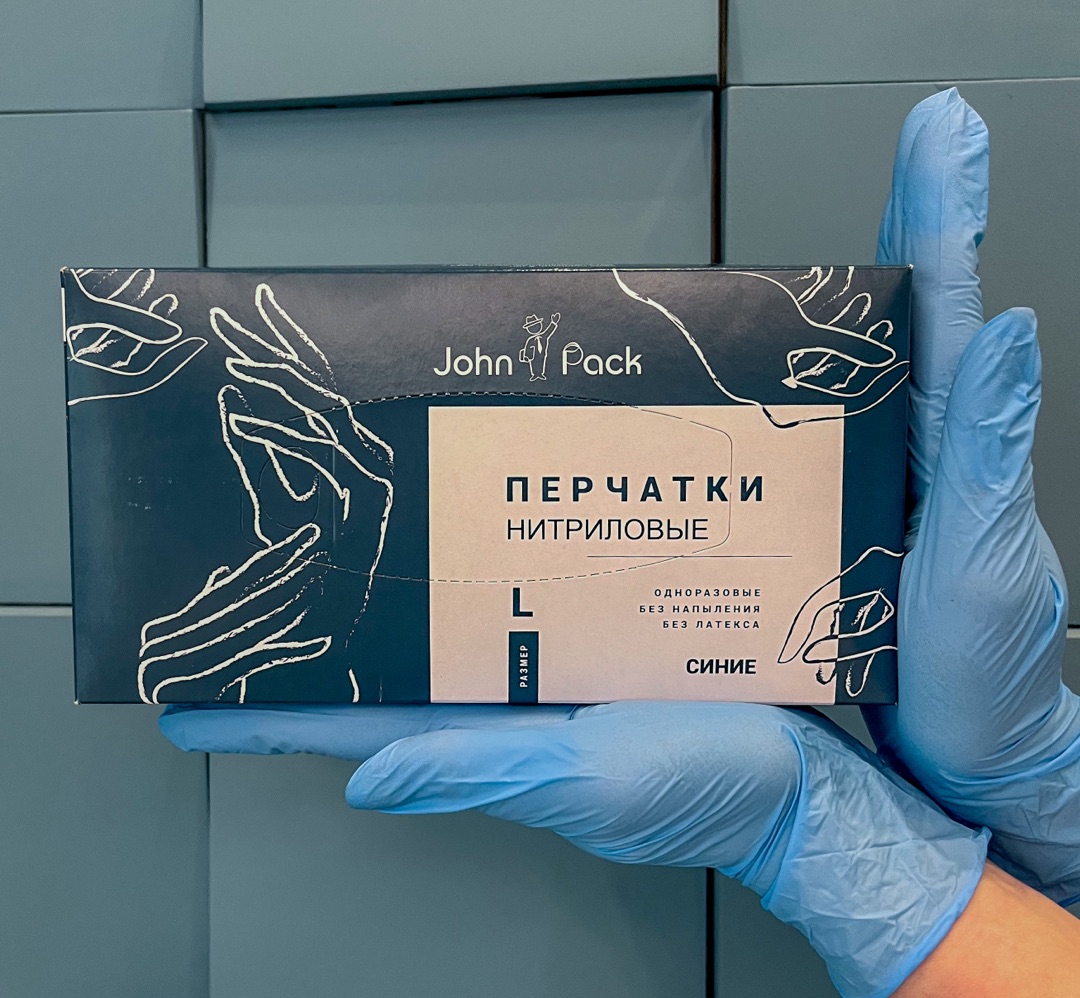 John Pack
ПЕРЧАТКИ
НИТРИЛОВЫЕ
L
РАЗМЕР
ОДНОРАЗОВЫЕ
БЕЗ НАПЫЛЕНИЯ
БЕЗ ЛАТЕКСА
СИНИЕ